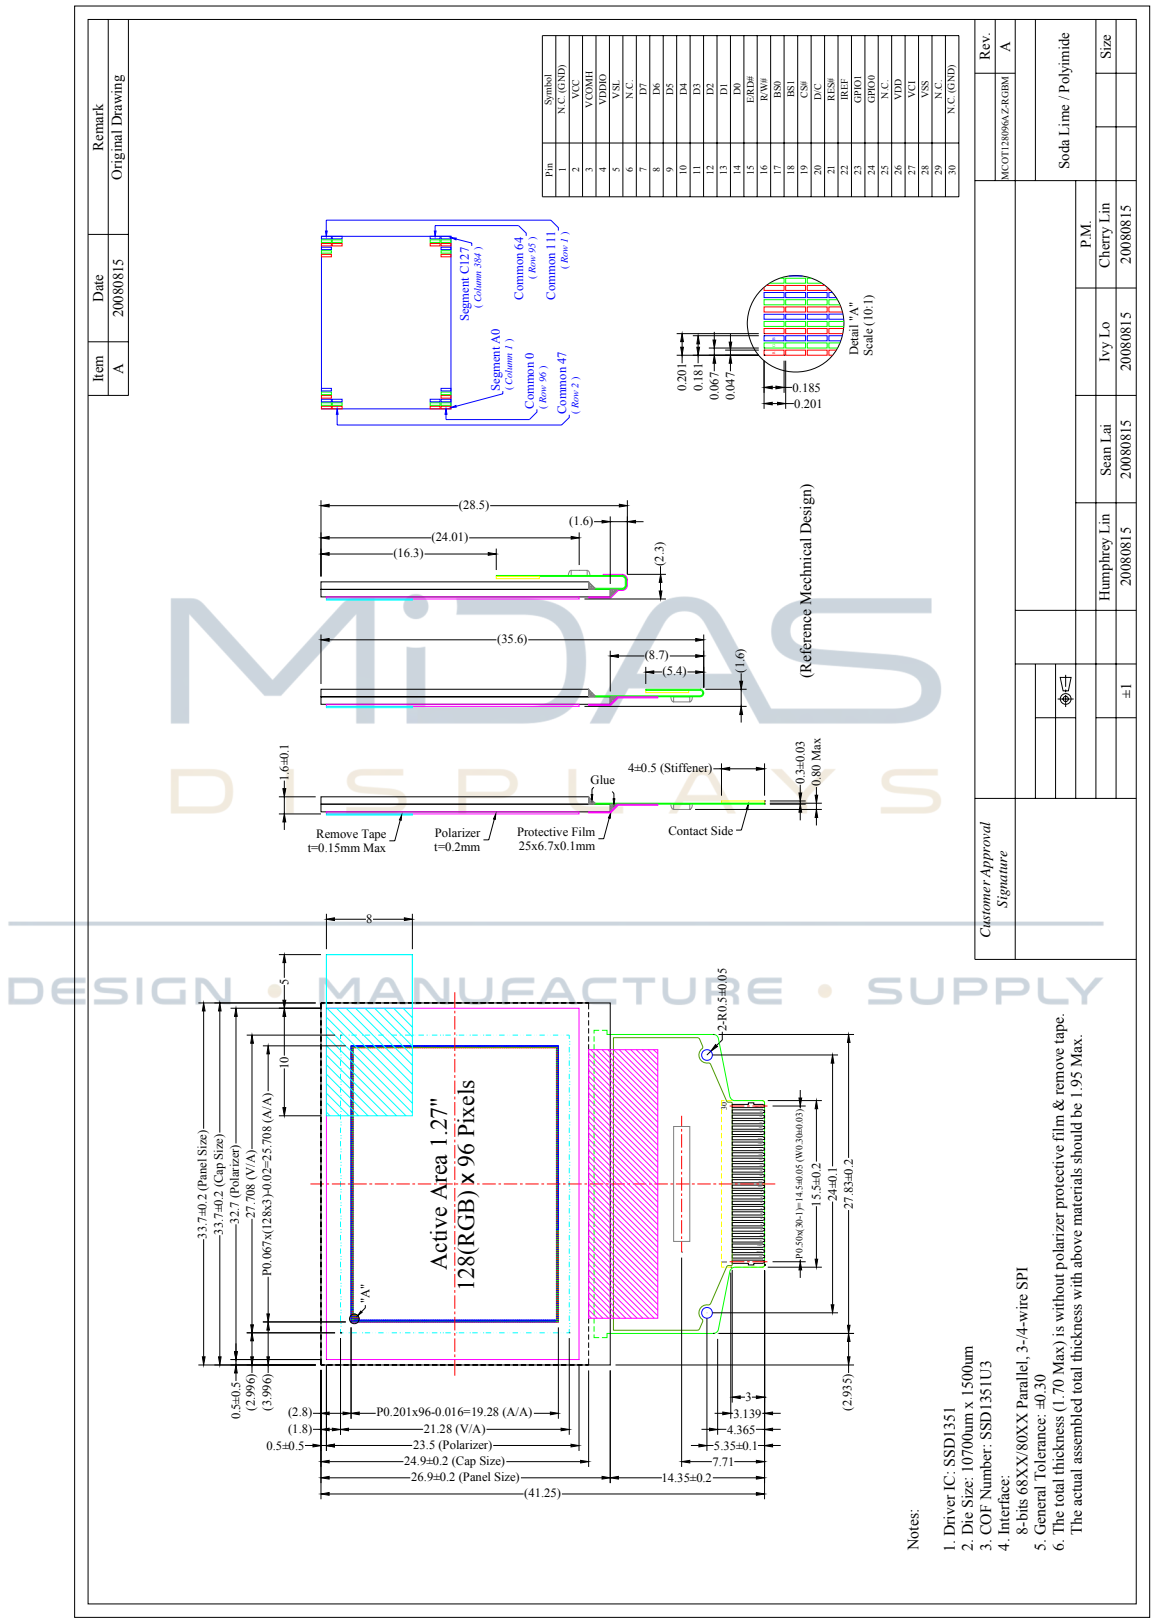 Item Date Remark
A 20080815 Original Drawing
Pin Symbol
1 N.C. (GND)
2 VCC
3 VCOMH
4 VDDIO
5 VSL
6 N.C.
7 D7
8 D6
9 D5
10 D4
11 D3
12 D2
13 D1
14 D0
15 E/RD#
16 R/W#
17 BS0
18 BS1
19 CS#
20 D/C
21 RES#
22 IREF
23 GPIO1
24 GPIO0
25 N.C.
26 VDD
27 VCI
28 VSS
29 N.C.
30 N.C. (GND)
Segment A0
( Column 1 )
Common 0
( Row 96 )
Common 47
( Row 2 )
Segment C127
( Column 384 )
Common 64
( Row 95 )
Common 111
( Row 1 )
0.201
0.181
0.067
0.047
0.185
0.201
Detail "A"
Scale (10:1)
(28.5)
(1.6)
(24.01)
(16.3)
(2.3)
(35.6)
(8.7)
(5.4)
(1.6)
(Reference Mechnical Design)
1.6±0.1
Glue
4±0.5 (Stiffener)
0.3±0.03
0.80 Max
Remove Tape
t=0.15mm Max
Polarizer
t=0.2mm
Protective Film
25x6.7x0.1mm
Contact Side
MiDAS
DISPLAYS
DESIGN • MANUFACTURE • SUPPLY
8
5
10
33.7±0.2 (Panel Size)
33.7±0.2 (Cap Size)
32.7 (Polarizer)
27.708 (V/A)
P0.067x(128x3)-0.02=25.708 (A/A)
0.5±0.5
(2.996)
(3.996)
"A"
Active Area 1.27"
128(RGB) x 96 Pixels
2-R0.5±0.05
30
P0.50x(30-1)=14.5±0.05 (W0.30±0.03)
15.5±0.2
24±0.1
27.83±0.2
(2.935)
(2.8)
P0.201x96-0.016=19.28 (A/A)
(1.8)
21.28 (V/A)
0.5±0.5
23.5 (Polarizer)
24.9±0.2 (Cap Size)
26.9±0.2 (Panel Size)
14.35±0.2
(41.25)
3
3.139
4.365
5.35±0.1
7.71
Notes:
1. Driver IC: SSD1351
2. Die Size: 10700um x 1500um
3. COF Number: SSD1351U3
4. Interface:
8-bits 68XX/80XX Parallel, 3-/4-wire SPI
5. General Tolerance: ±0.30
6. The total thickness (1.70 Max) is without polarizer protective film & remove tape.
The actual assembled total thickness with above materials should be 1.95 Max.
Customer Approval
Signature
MCOT128096AZ-RGBM
Rev.
A
Soda Lime / Polyimide
±1
Humphrey Lin
20080815
Sean Lai
20080815
Ivy Lo
20080815
P.M.
Cherry Lin
20080815
Size